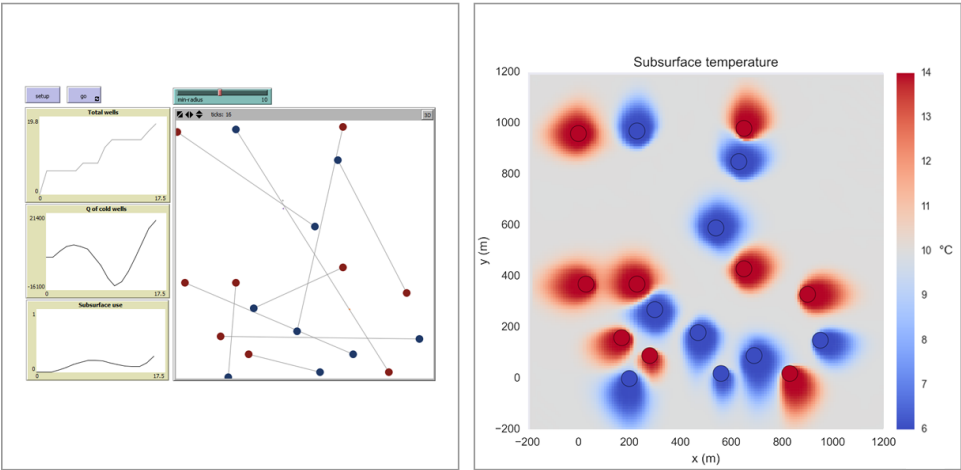 setup
go
min-radius 10
Total wells
19.8
0
0 17.5
Q of cold wells
21400
-16100
0 17.5
Subsurface use
1
0
0 17.5
ticks: 16
3D
Subsurface temperature
1200
1000
800
600
400
200
0
−200
y (m)
−200 0 200 400 600 800 1000 1200
x (m)
14
13
12
11
10 °C
9
8
7
6